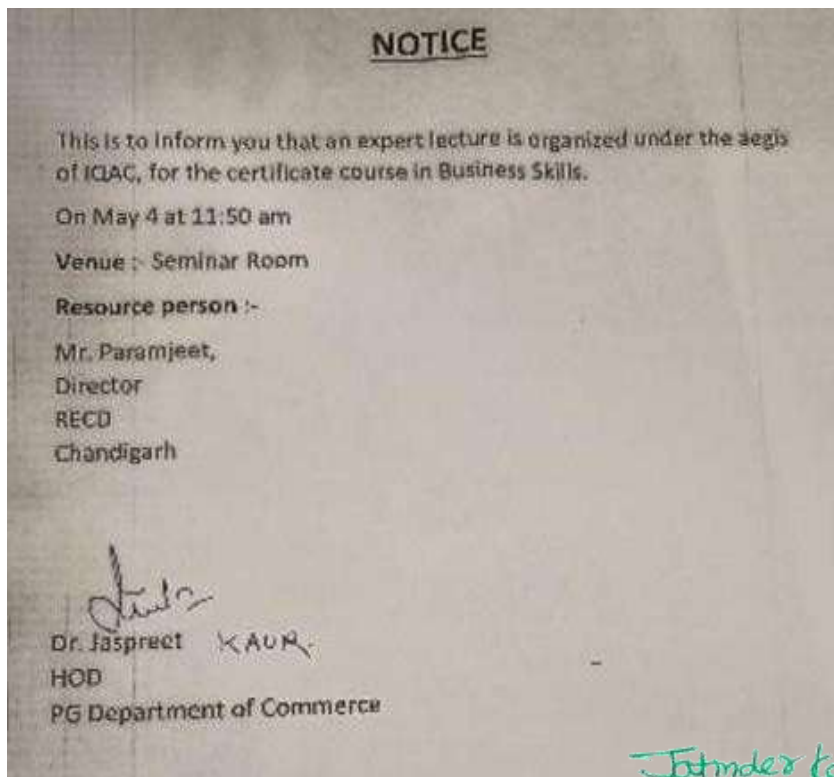 NOTICE
This is to inform you that an expert lecture is organized under the aegis
of IQAC, for the certificate course in Business Skills.
On May 4 at 11:50 am
Venue :- Seminar Room
Resource person :-
Mr. Paramjeet,
Director
RECD
Chandigarh
Dr. Jaspreet KAUR.
HOD
PG Department of Commerce
Jatinder